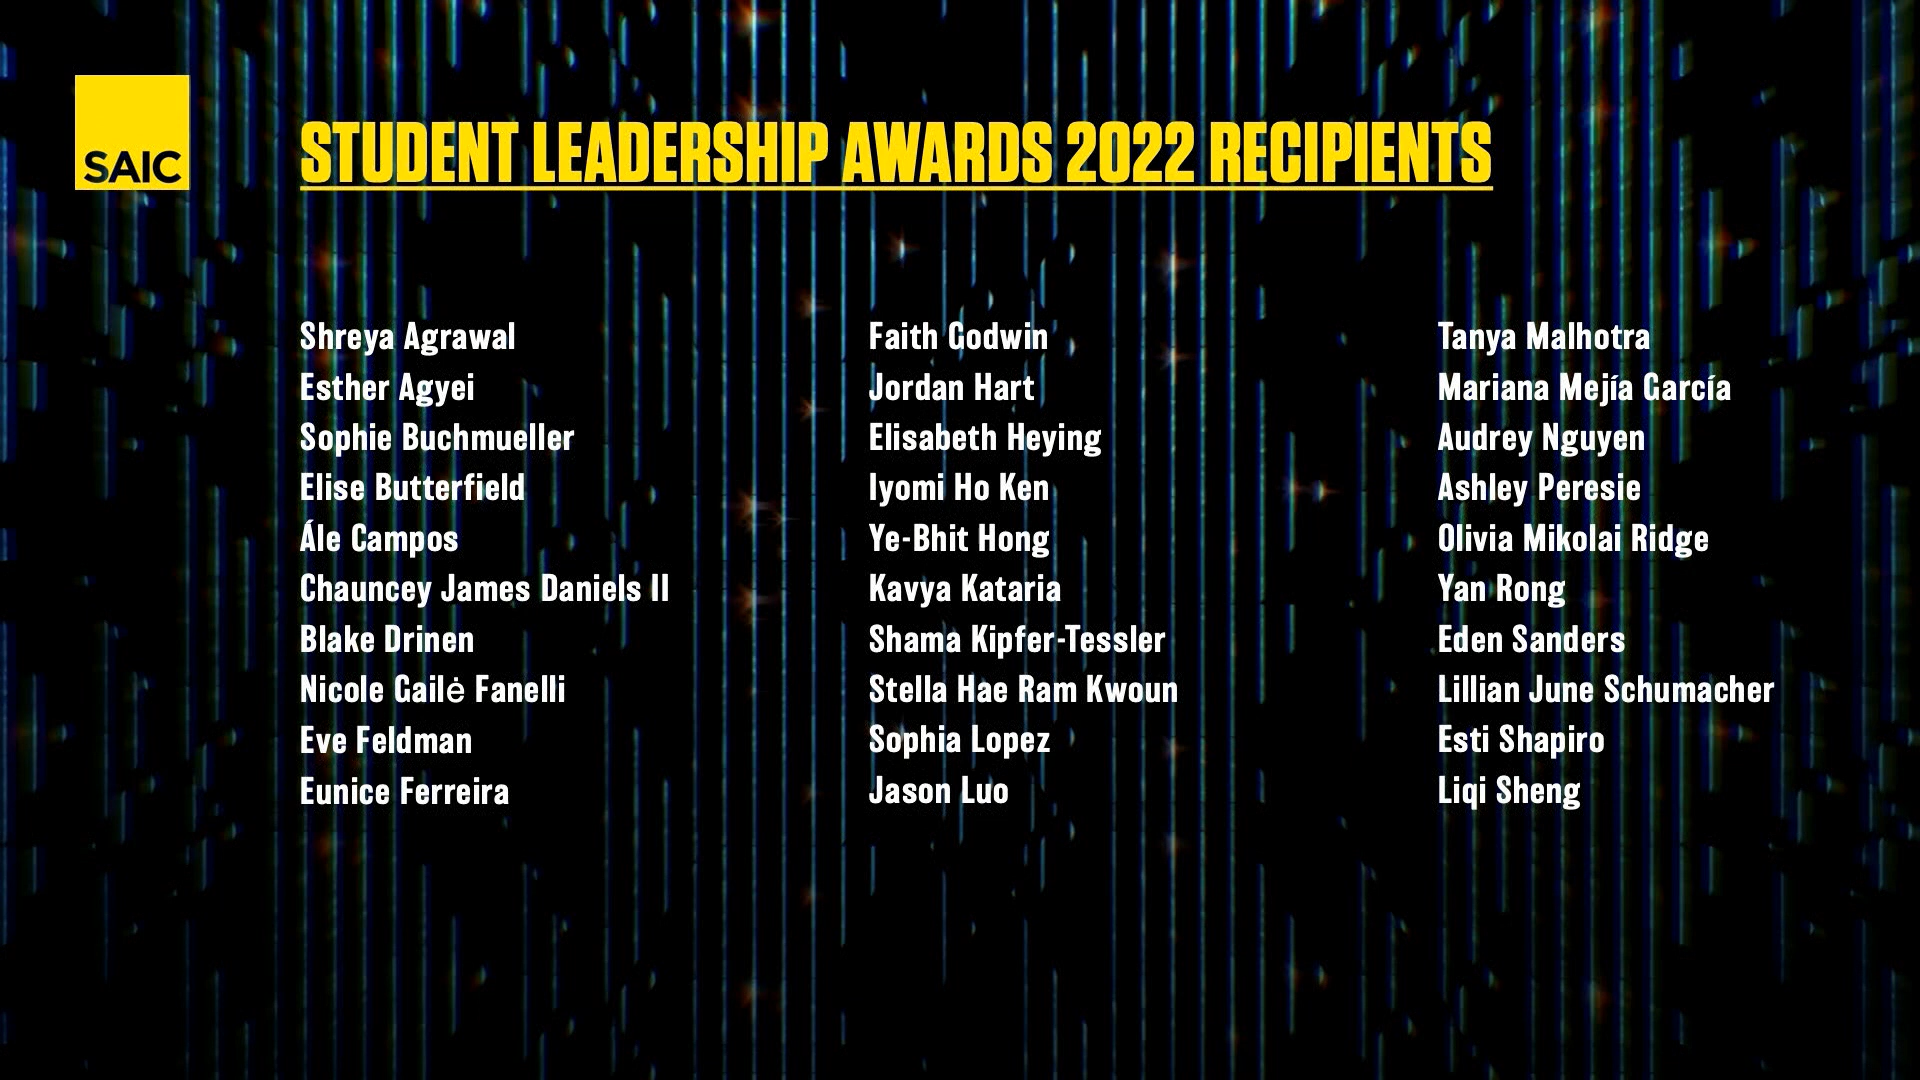 SAIC
STUDENT LEADERSHIP AWARDS 2022 RECIPIENTS
Shreya Agrawal
Esther Agyei
Sophie Buchmueller
Elise Butterfield
Ále Campos
Chauncey James Daniels II
Blake Drinen
Nicole Gailė Fanelli
Eve Feldman
Eunice Ferreira
Faith Godwin
Jordan Hart
Elisabeth Heying
Iyomi Ho Ken
Ye-Bhit Hong
Kavya Kataria
Shama Kipfer-Tessler
Stella Hae Ram Kwoun
Sophia Lopez
Jason Luo
Tanya Malhotra
Mariana Mejía García
Audrey Nguyen
Ashley Peresie
Olivia Mikolai Ridge
Yan Rong
Eden Sanders
Lillian June Schumacher
Esti Shapiro
Liqi Sheng